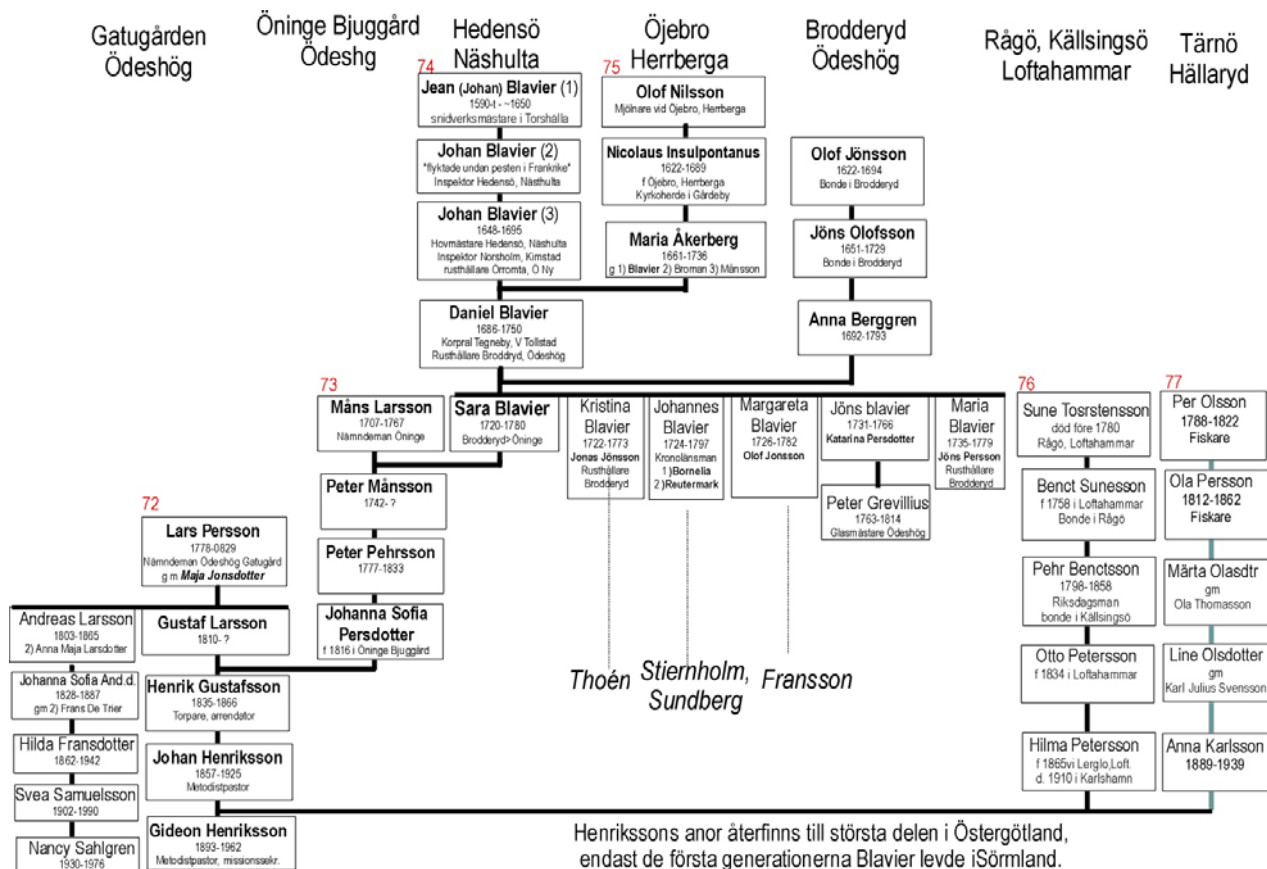 Gatugården
Ödeshög
Öninge Bjuggård
Ödeshg
Hedensö
Näshulta
Öjebro
Herrberga
Brodderyd
Ödeshög
Rågö, Källsingsö
Loftahammar
Tärnö
Hällaryd
74
Jean (Johan) Blavier (1)
1590-t - ~1650
snidverksmästare i Torshälla
Johan Blavier (2)
"flyktade undan pesten i Frankrike"
Inspektor Hedensö, Nästhulta
Johan Blavier (3)
1648-1695
Hovmästare Hedensö, Näshulta
Inspektor Norsholm, Kimstad
rusthållare Örromta, Ö Ny
75
Olof Nilsson
Mjölnare vid Öjebro, Herrberga
Nicolaus Insulpontanus
1622-1689
f Öjebro, Herrberga
Kyrkoherde i Gårdeby
Maria Åkerberg
1661-1736
g 1) Blavier 2) Broman 3) Månsson
Olof Jönsson
1622-1694
Bonde i Brodderyd
Jöns Olofsson
1651-1729
Bonde i Brodderyd
Daniel Blavier
1686-1750
Korpral Tegneby, V Tollstad
Rusthållare Broddryd, Ödeshög
Anna Berggren
1692-1793
73
Måns Larsson
1707-1767
Nämndeman Öninge
Sara Blavier
1720-1780
Brodderyd>Öninge
Kristina
Blavier
1722-1773
Jonas Jönsson
Rusthållare
Brodderyd
Johannes
Blavier
1724-1797
Kronolänsman
1 )Bornelia
2 )Reutermark
Margareta
Blavier
1726-1782
Olof Jonsson
Jöns blavier
1731-1766
Katarina Persdotter
Maria
Blavier
1735-1779
Jöns Persson
Rusthållare
Brodderyd
Peter Grevillius
1763-1814
Glasmästare Ödeshög
Peter Månsson
1742- ?
Peter Pehrsson
1777-1833
Johanna Sofia
Persdotter
f 1816 i Öninge Bjuggård
72
Lars Persson
1778-0829
Nämndeman Ödeshög Gatugård
g m Maja Jonsdotter
Andreas Larsson
1803-1865
2) Anna Maja Larsdotter
Gustaf Larsson
1810- ?
Johanna Sofia And.d.
1828-1887
gm 2) Frans De Trier
Hilda Fransdotter
1862-1942
Svea Samuelsson
1902-1990
Nancy Sahlgren
1930-1976
Henrik Gustafsson
1835-1866
Torpare, arrendator
Johan Henriksson
1857-1925
Metodistpastor
Gideon Henriksson
1893-1962
Metodistpastor, missionssekr.
Thoén
Stiernholm,
Sundberg
Fransson
76
Sune Tosrstensson
död före 1780
Rågö, Loftahammar
Benct Sunesson
f 1758 i Loftahammar
Bonde i Rågö
Pehr Benctsson
1798-1858
Riksdagsman
bonde i Källsingsö
Otto Petersson
f 1834 i Loftahammar
Hilma Petersson
f 1865vi Lerglo,Loft.
d. 1910 i Karlshamn
77
Per Olsson
1788-1822
Fiskare
Ola Persson
1812-1862
Fiskare
Märta Olasdtr
gm
Ola Thomasson
Line Olsdotter
gm
Karl Julius Svensson
Anna Karlsson
1889-1939
Henrikssons anor återfinns till största delen i Östergötland,
endast de första generationerna Blavier levde iSörmland.